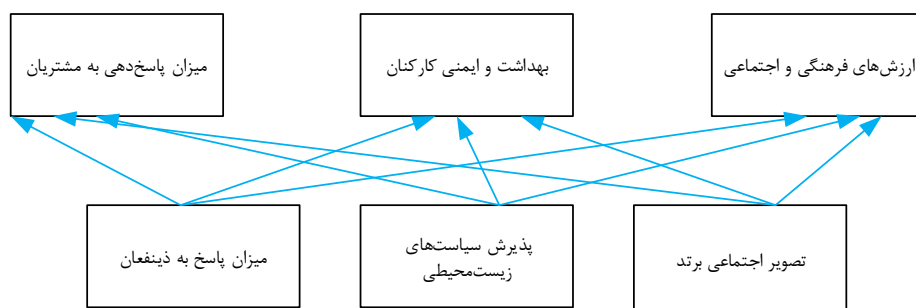 ارزش‌های فرهنگی و اجتماعی
بهداشت و ایمنی کارکنان
میزان پاسخ‌دهی به مشتریان
تصویر اجتماعی برتد
پذیرش سیاست‌های
زیست‌محیطی
میزان پاسخ به ذینفعان